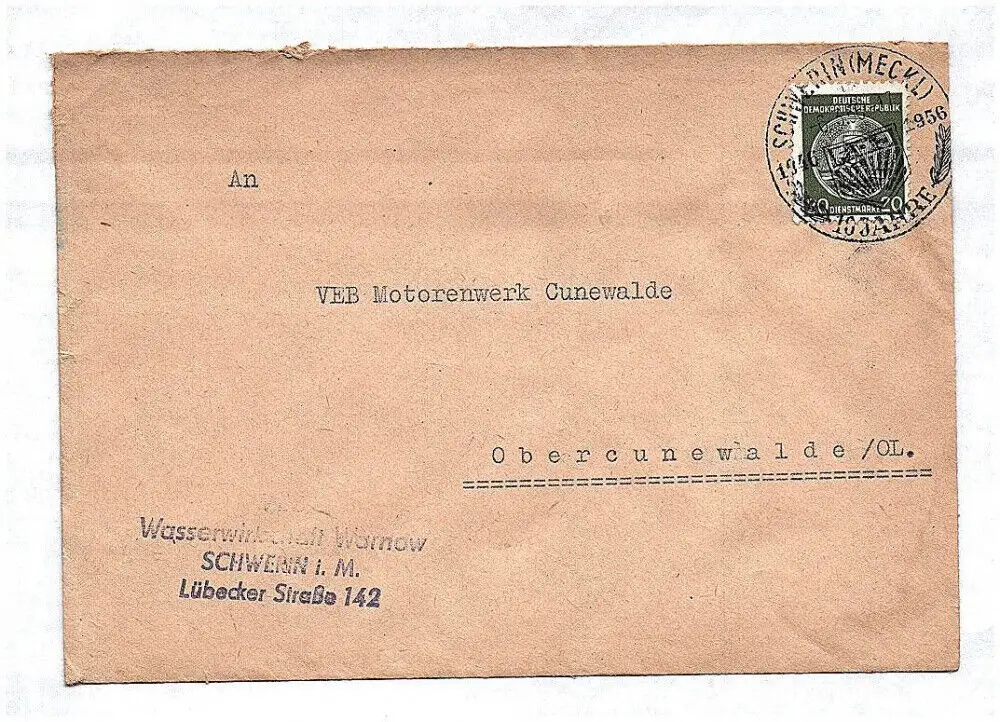 SCHWERIN (MECKL)
1946 1956
10 JAHRE
DEUTSCHE
DEMOKRATISCHE REPUBLIK
20 DIENSTMARKE 20
An
VEB Motorenwerk Cunewalde
Obercunewalde/OL.
Wasserwirtschaft Warnow
SCHWERIN i. M.
Lübecker Straße 142